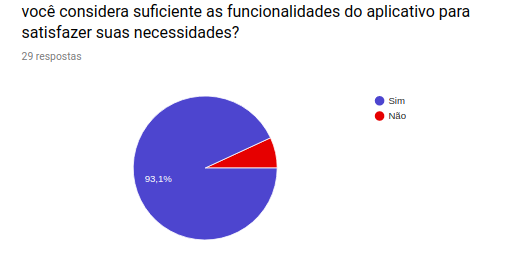 você considera suficiente as funcionalidades do aplicativo para
satisfazer suas necessidades?
29 respostas
Sim
Não
93,1%